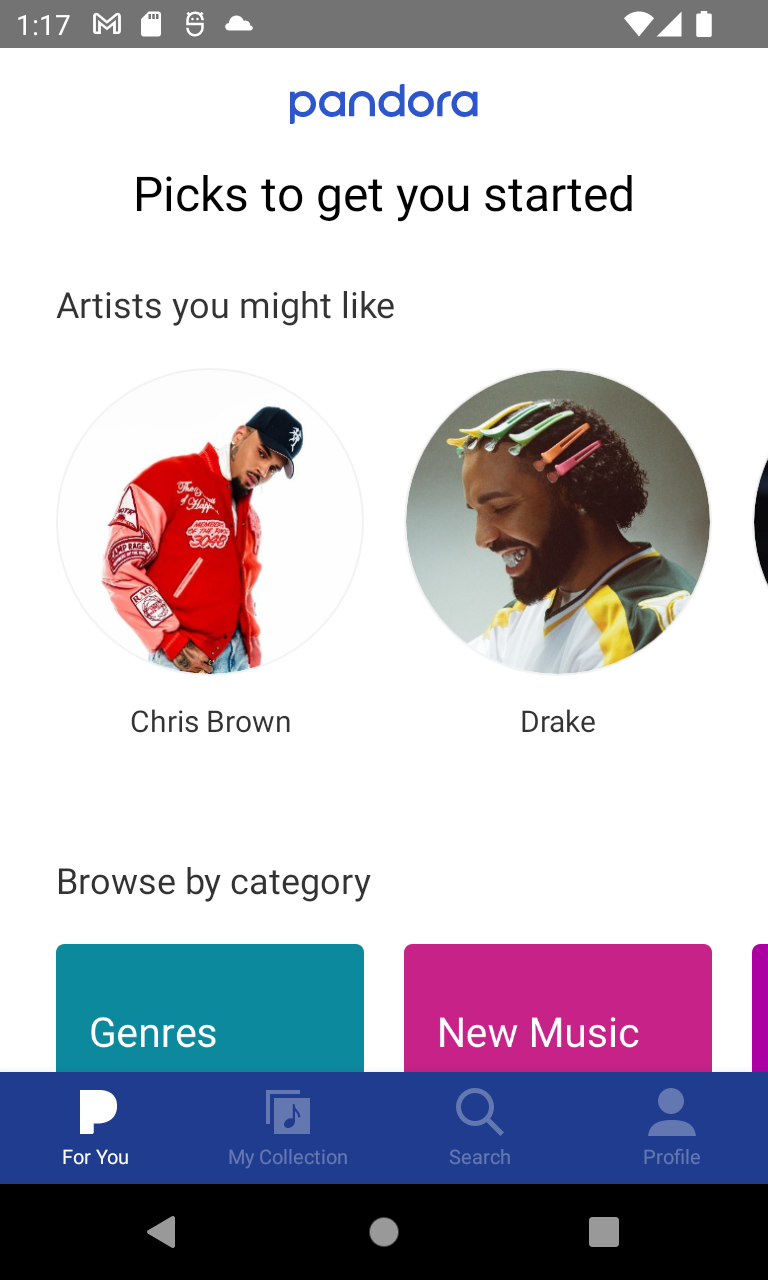 1:17
pandora
Picks to get you started
Artists you might like
Chris Brown
Drake
Browse by category
Genres
New Music
For You
My Collection
Search
Profile